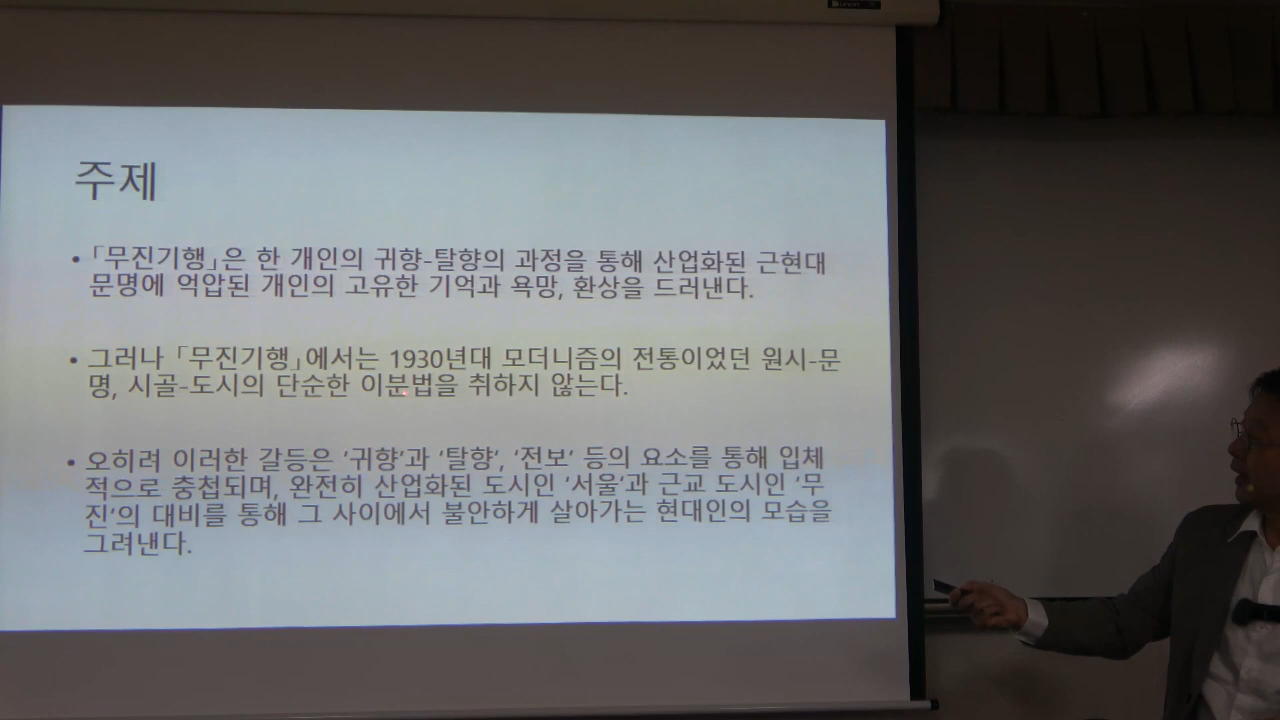 주제
• 「무진기행」은 한 개인의 귀향-탈향의 과정을 통해 산업화된 근현대
문명에 억압된 개인의 고유한 기억과 욕망, 환상을 드러낸다.
• 그러나 「무진기행」에서는 1930년대 모더니즘의 전통이었던 원시-문
명, 시골-도시의 단순한 이분법을 취하지 않는다.
• 오히려 이러한 갈등은 ‘귀향’과 ‘탈향’, ‘전보’ 등의 요소를 통해 입체
적으로 중첩되며, 완전히 산업화된 도시인 ‘서울’과 근교 도시인 ‘무
진’의 대비를 통해 그 사이에서 불안하게 살아가는 현대인의 모습을
그려낸다.